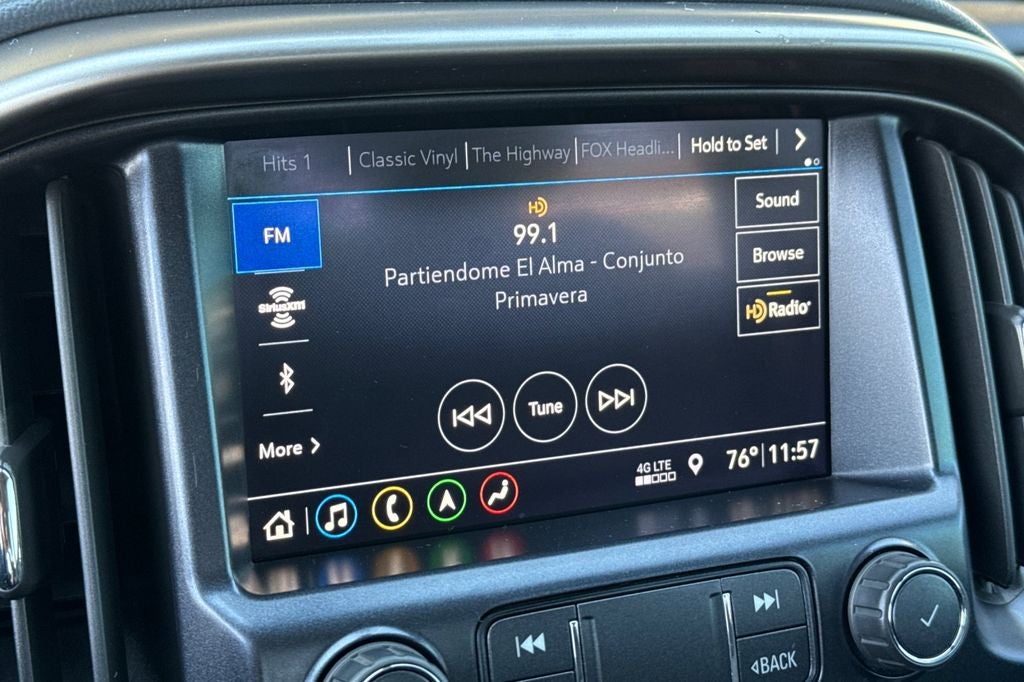 Hits 1 Classic Vinyl The Highway FOX Headli... Hold to Set
FM
SiriusXM
More
HD
99.1
Partiendome El Alma - Conjunto
Primavera
Tune
Sound
Browse
HD Radio
4G LTE
76° 11:57
BACK